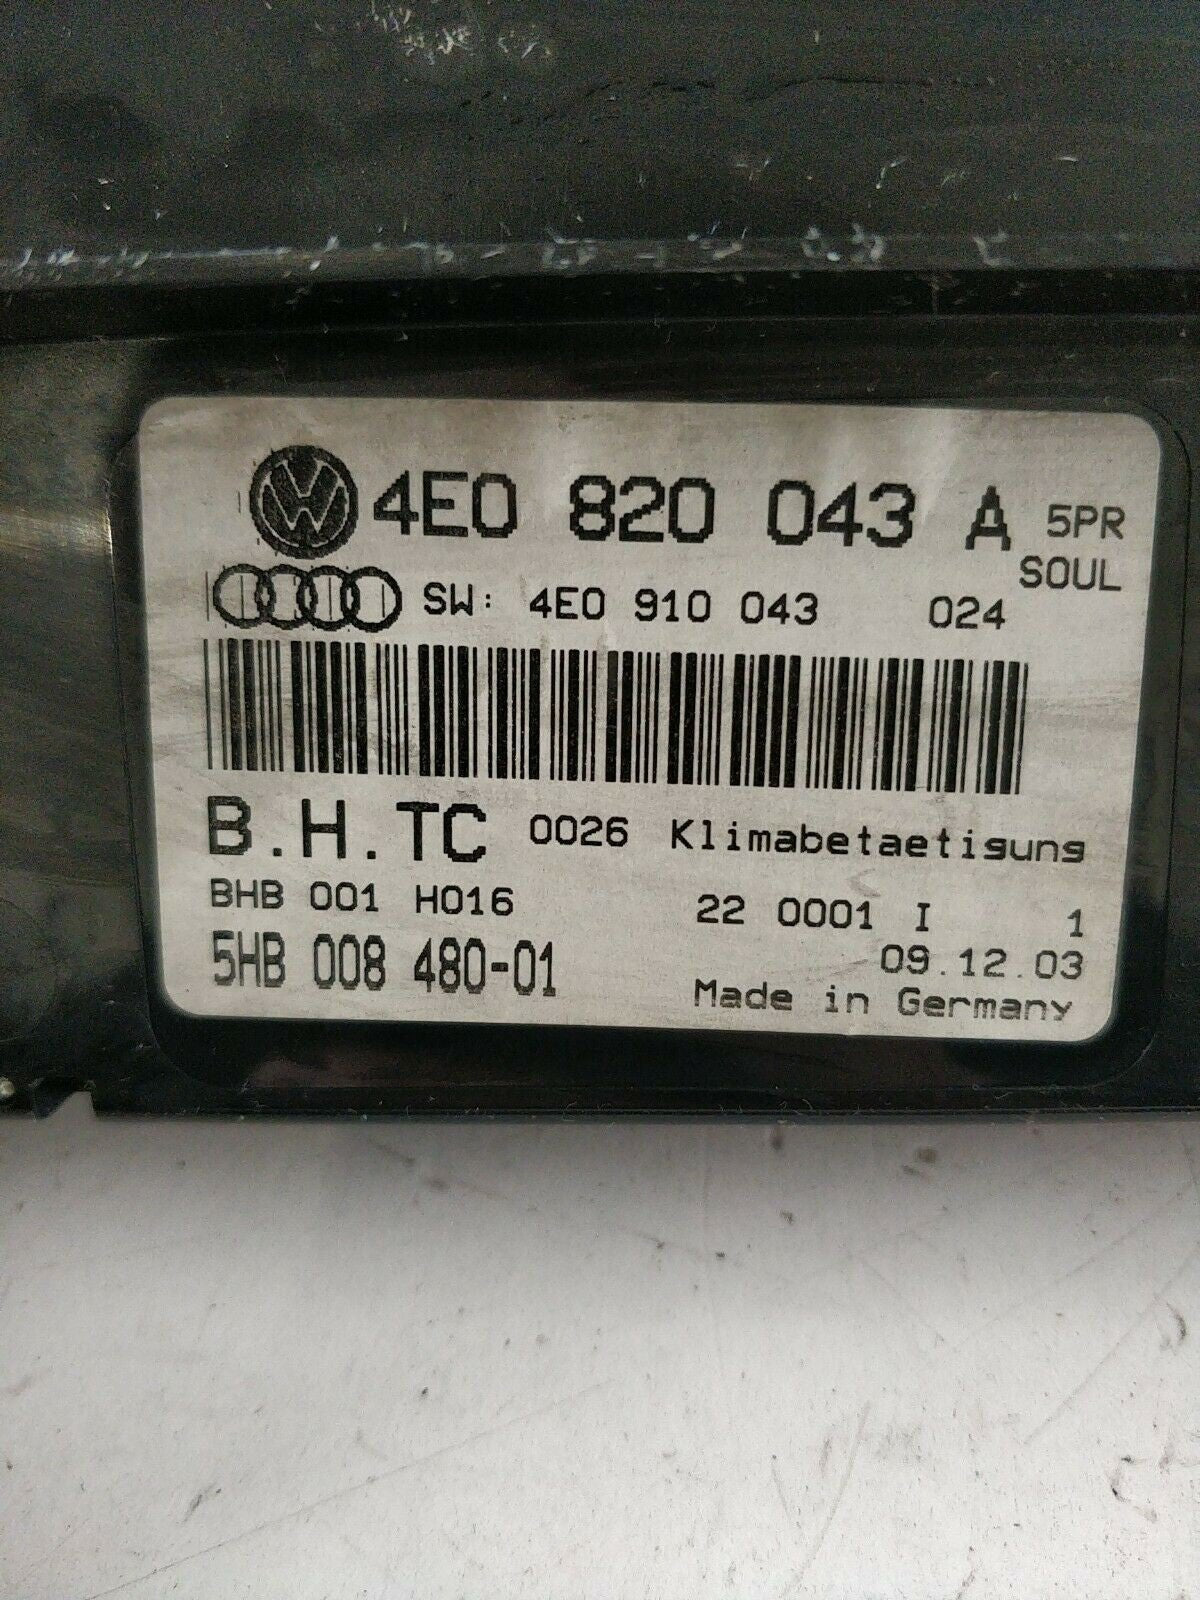 4E0 820 043 A 5PR
SOUL
SW: 4E0 910 043 024
B.H.TC 0026 Klimabetaetigung
BHB 001 H016 22 0001 I 1
5HB 008 480-01 09.12.03
Made in Germany